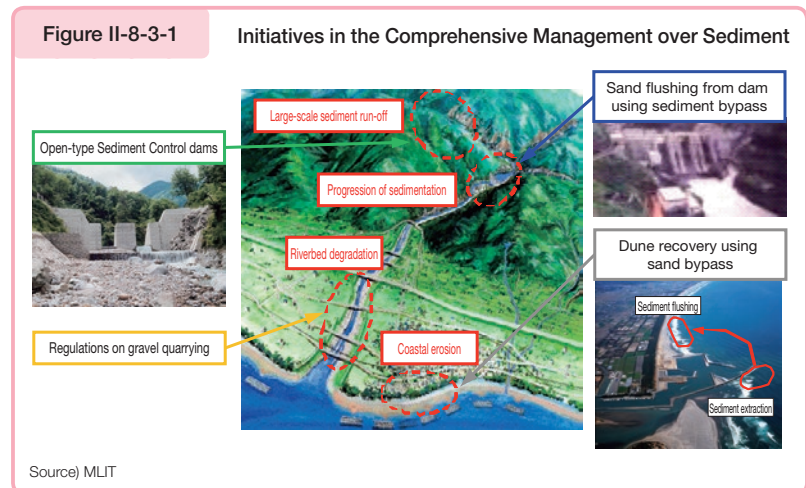 Figure II-8-3-1
Initiatives in the Comprehensive Management over Sediment
Open-type Sediment Control dams
Large-scale sediment run-off
Sand flushing from dam
using sediment bypass
Progression of sedimentation
Riverbed degradation
Dune recovery using
sand bypass
Regulations on gravel quarrying
Coastal erosion
Sediment flushing
Sediment extraction
Source) MLIT